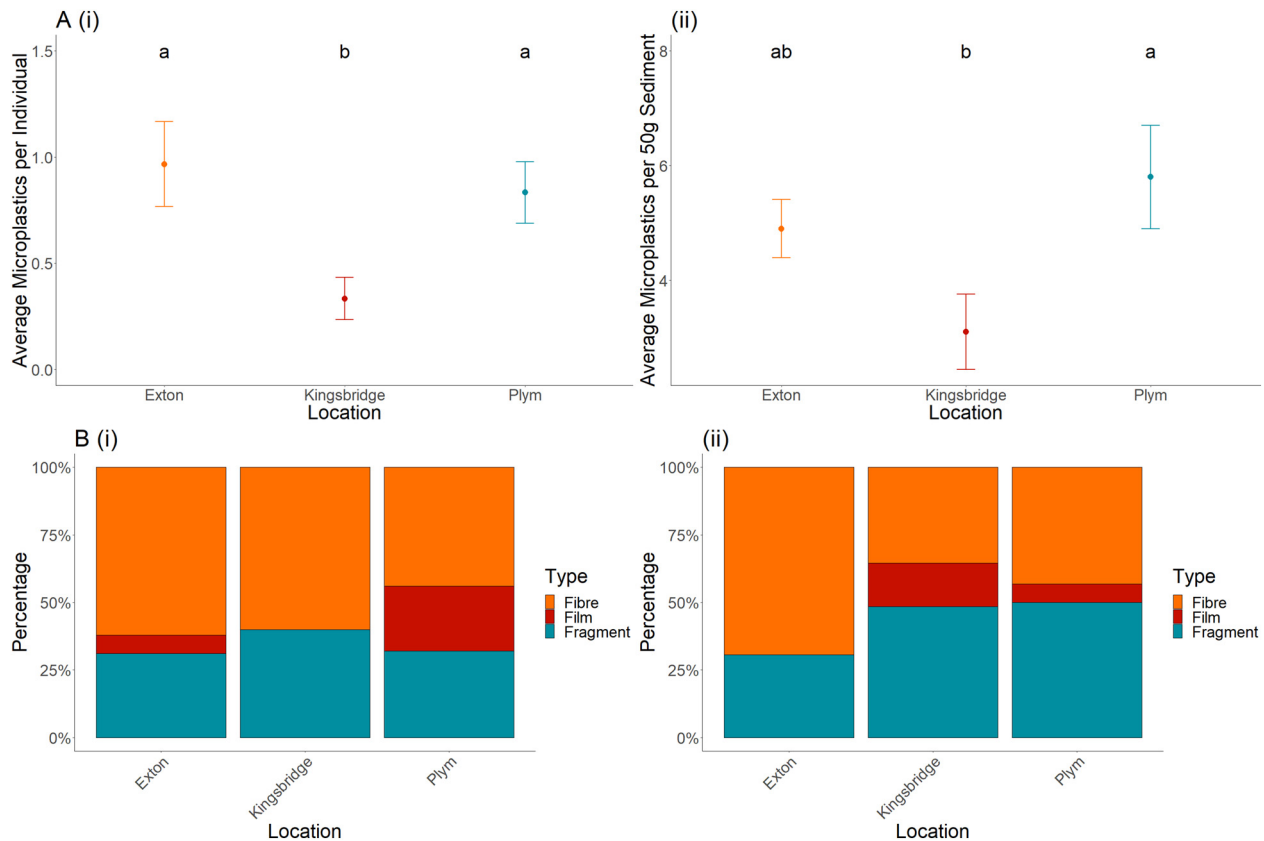 A (i)
Average Microplastics per Individual
1.5
1.0
0.5
0.0
a
b
a
Exton
Kingsbridge
Plym
Location
(ii)
Average Microplastics per 50g Sediment
8
6
4
ab
b
a
Exton
Kingsbridge
Plym
Location
B (i)
Percentage
100%
75%
50%
25%
0%
Exton
Kingsbridge
Plym
Location
Type
Fibre
Film
Fragment
(ii)
Percentage
100%
75%
50%
25%
0%
Exton
Kingsbridge
Plym
Location
Type
Fibre
Film
Fragment